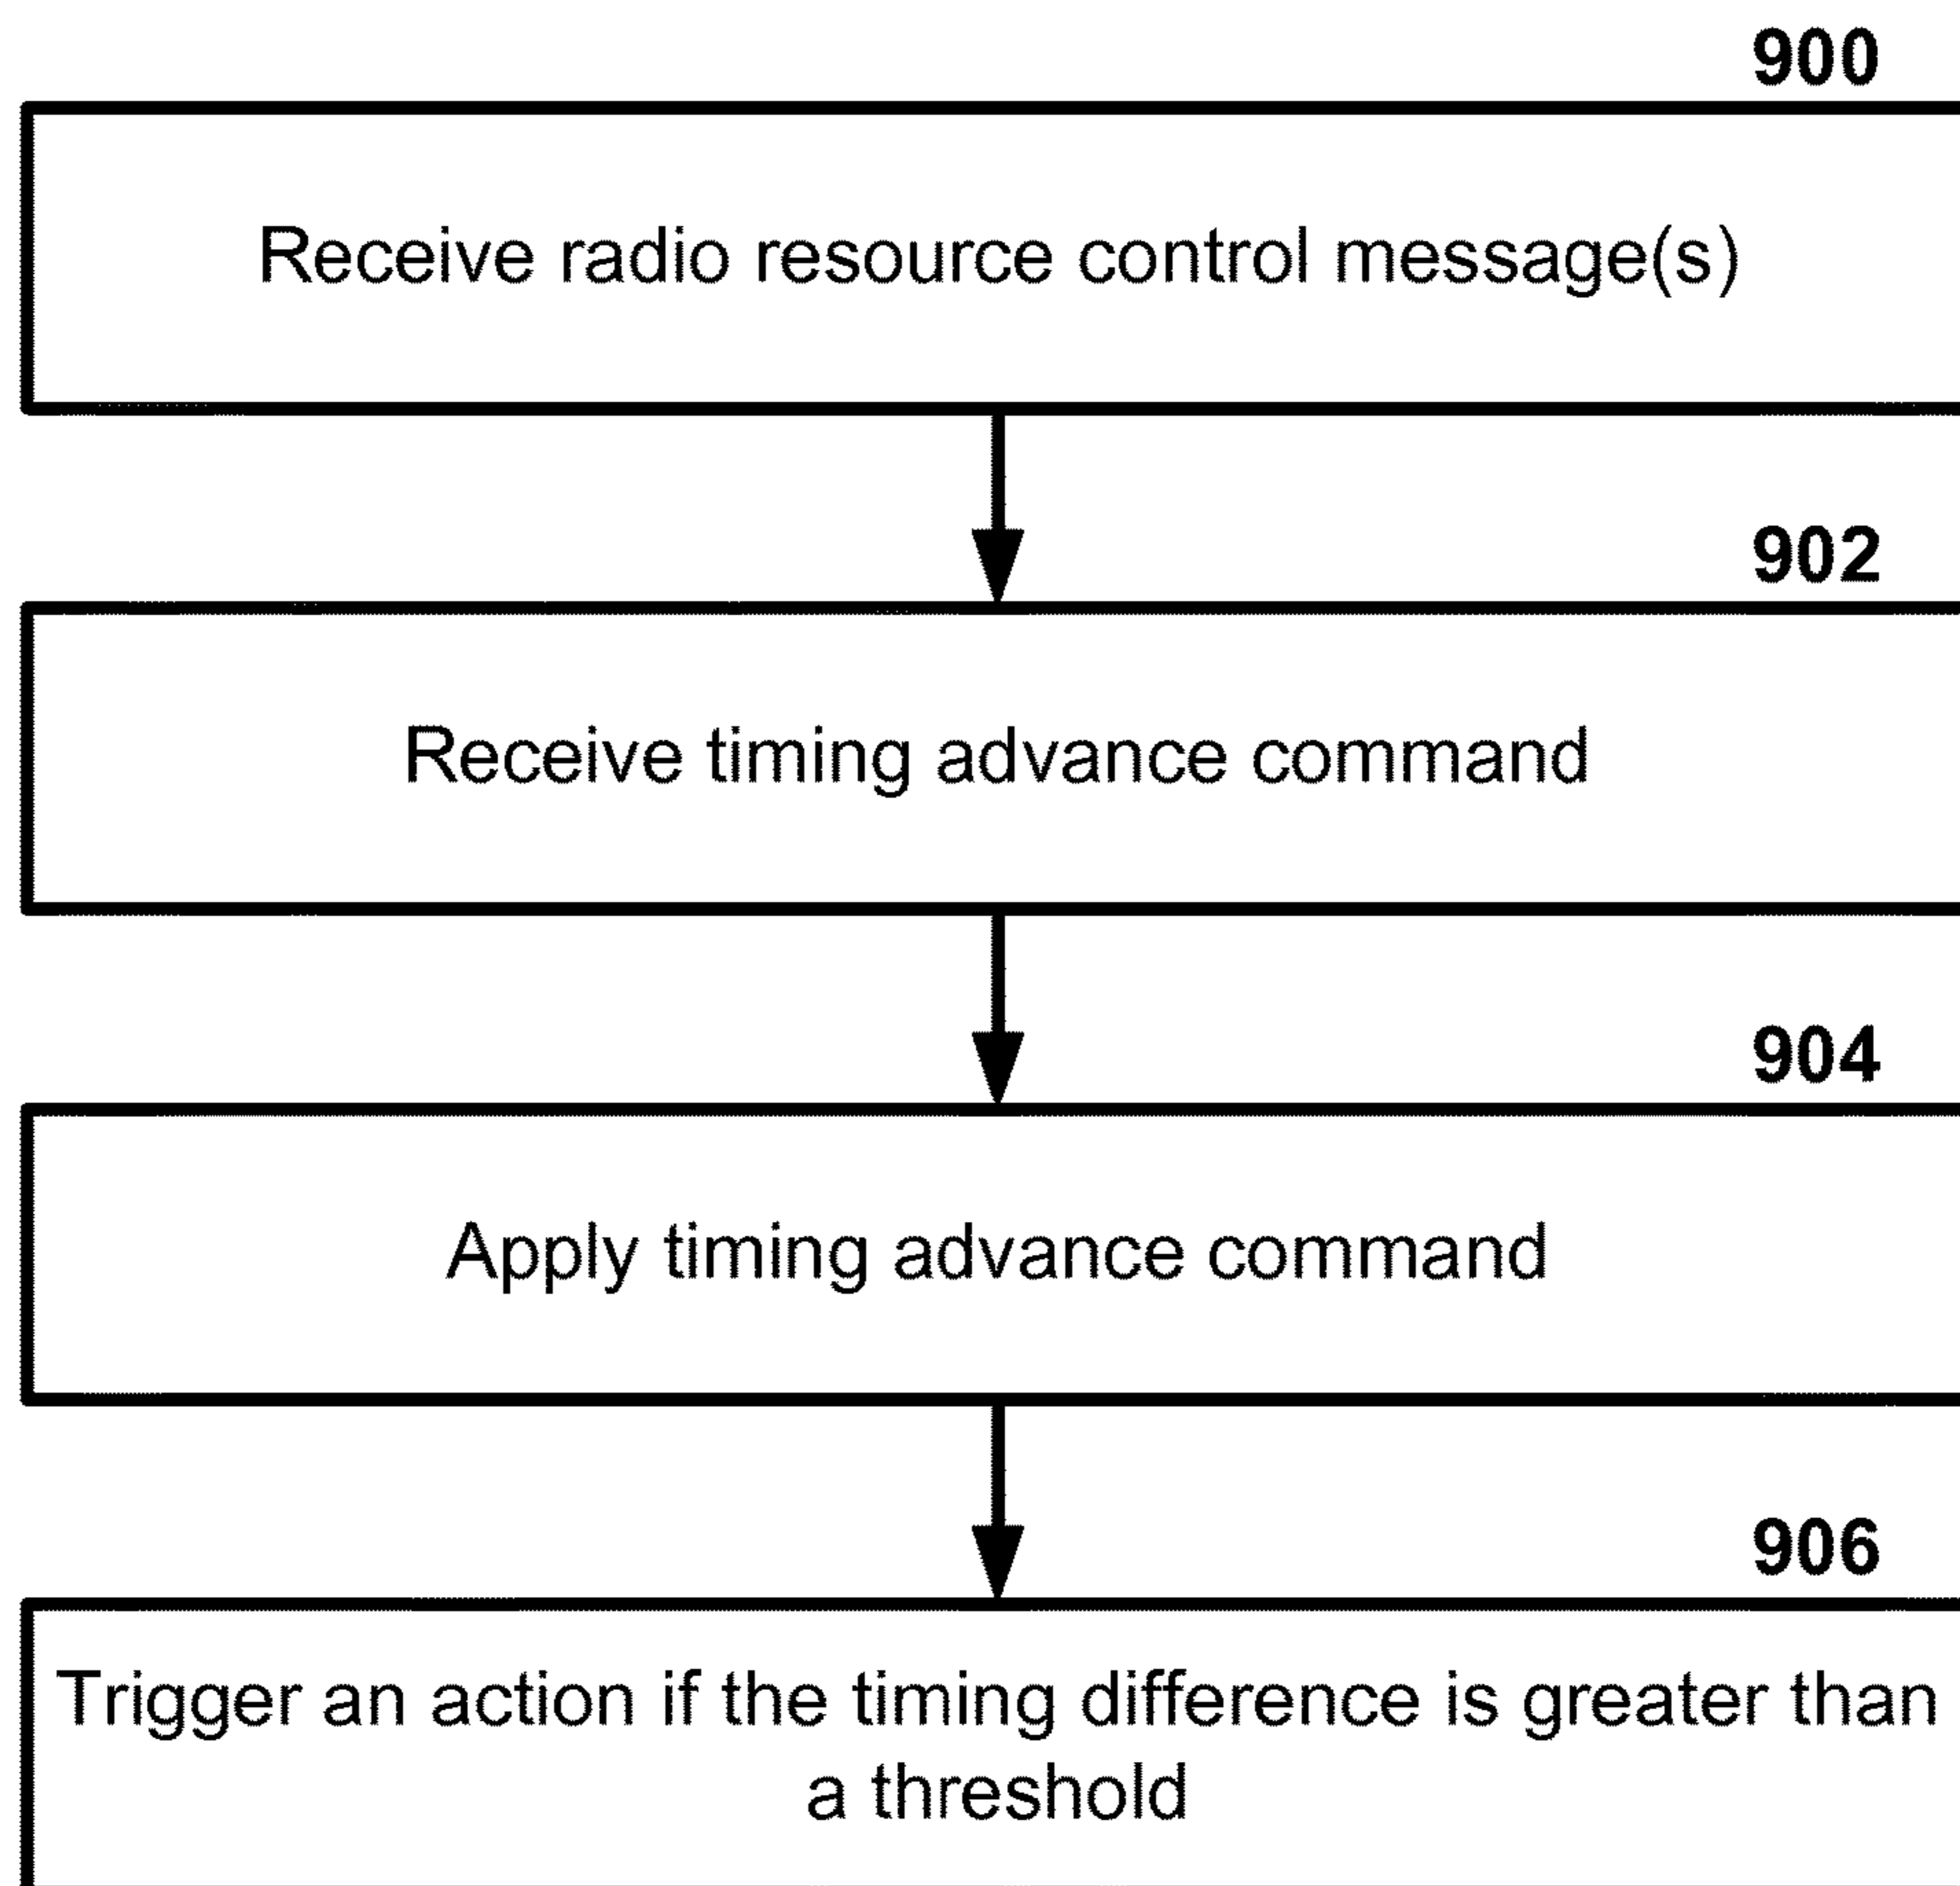 900
Receive radio resource control message(s)
902
Receive timing advance command
904
Apply timing advance command
906
Trigger an action if the timing difference is greater than
a threshold